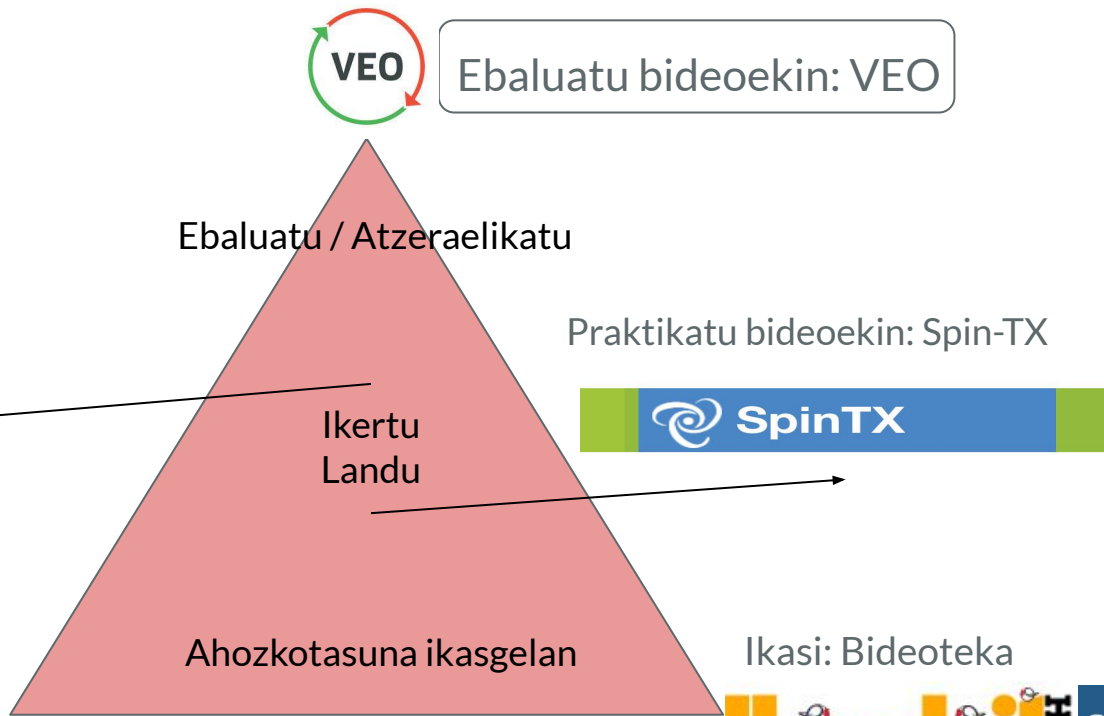 VEO
Ebaluatu bideoekin: VEO
Ebaluatu / Atzeraelikatu
Praktikatu bideoekin: Spin-TX
SpinTX
Ikertu
Landu
Ahozkotasuna ikasgelan
Ikasi: Bideoteka